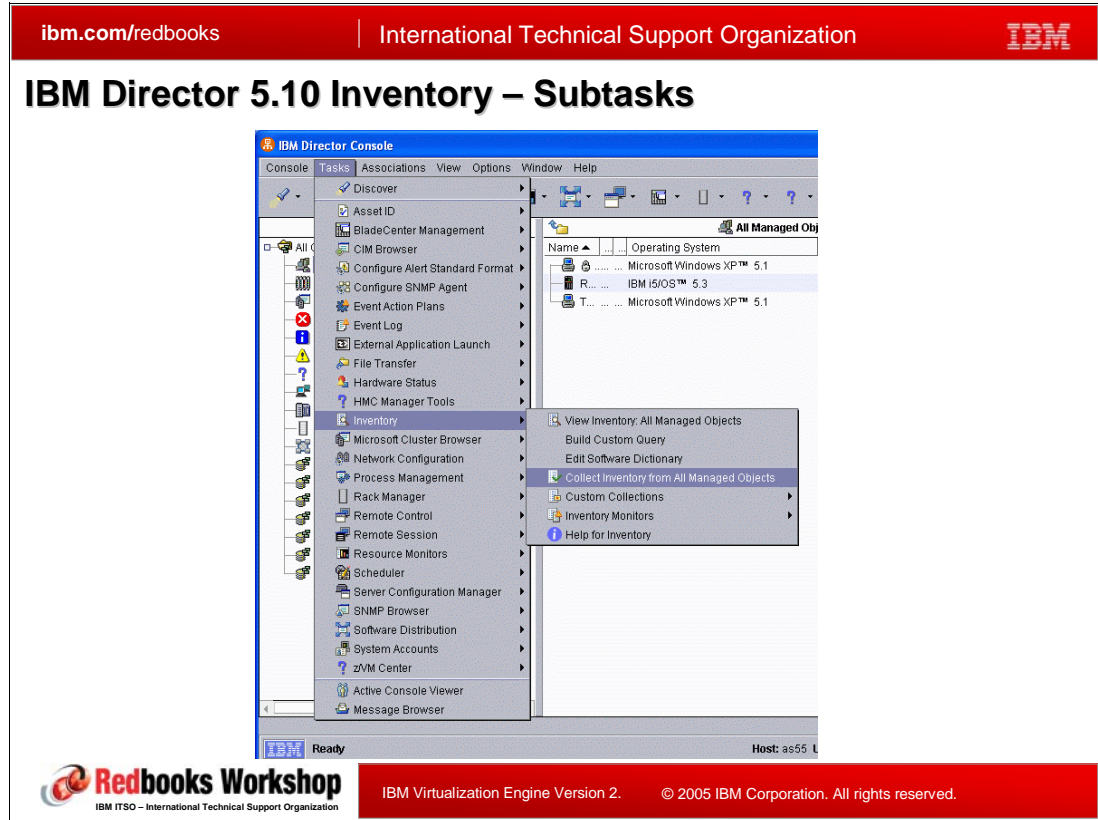 ibm.com/redbooks
International Technical Support Organization
IBM
IBM Director 5.10 Inventory – Subtasks
IBM Director Console
Console Tasks Associations View Options Window Help
Discover
Asset ID
BladeCenter Management
CIM Browser
Configure Alert Standard Format
Configure SNMP Agent
Event Action Plans
Event Log
External Application Launch
File Transfer
Hardware Status
HMC Manager Tools
Inventory
Microsoft Cluster Browser
Network Configuration
Process Management
Rack Manager
Remote Control
Remote Session
Resource Monitors
Scheduler
Server Configuration Manager
SNMP Browser
Software Distribution
System Accounts
z/VM Center
Active Console Viewer
Message Browser
All
All Managed Obj
Name ... ... Operating System
..... ... Microsoft Windows XP™ 5.1
R... ... IBM i5/OS™ 5.3
T... ... ... Microsoft Windows XP™ 5.1
View Inventory: All Managed Objects
Build Custom Query
Edit Software Dictionary
Collect Inventory from All Managed Objects
Custom Collections
Inventory Monitors
Help for Inventory
IBM Ready
Host: as55
Redbooks Workshop
IBM ITSO – International Technical Support Organization
IBM Virtualization Engine Version 2.
© 2005 IBM Corporation. All rights reserved.